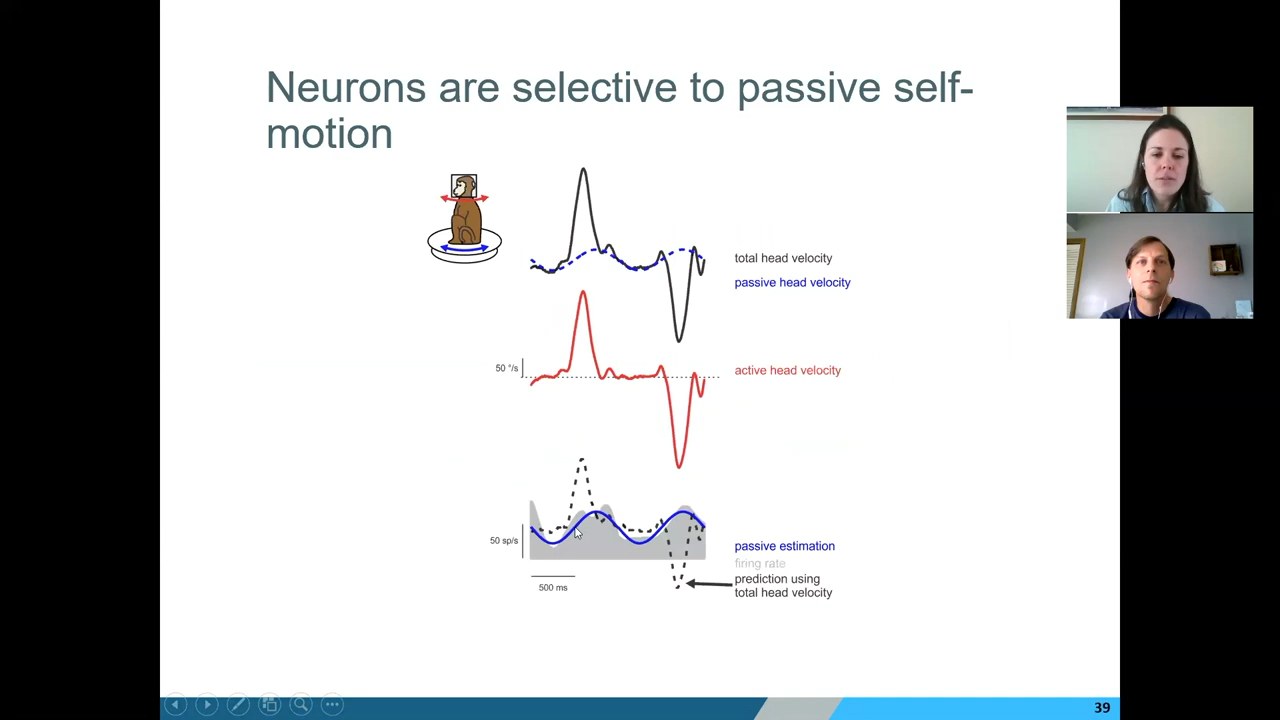 Neurons are selective to passive self-
motion
total head velocity
passive head velocity
50 °/s
active head velocity
50 sp/s
passive estimation
firing rate
prediction using
total head velocity
500 ms
39